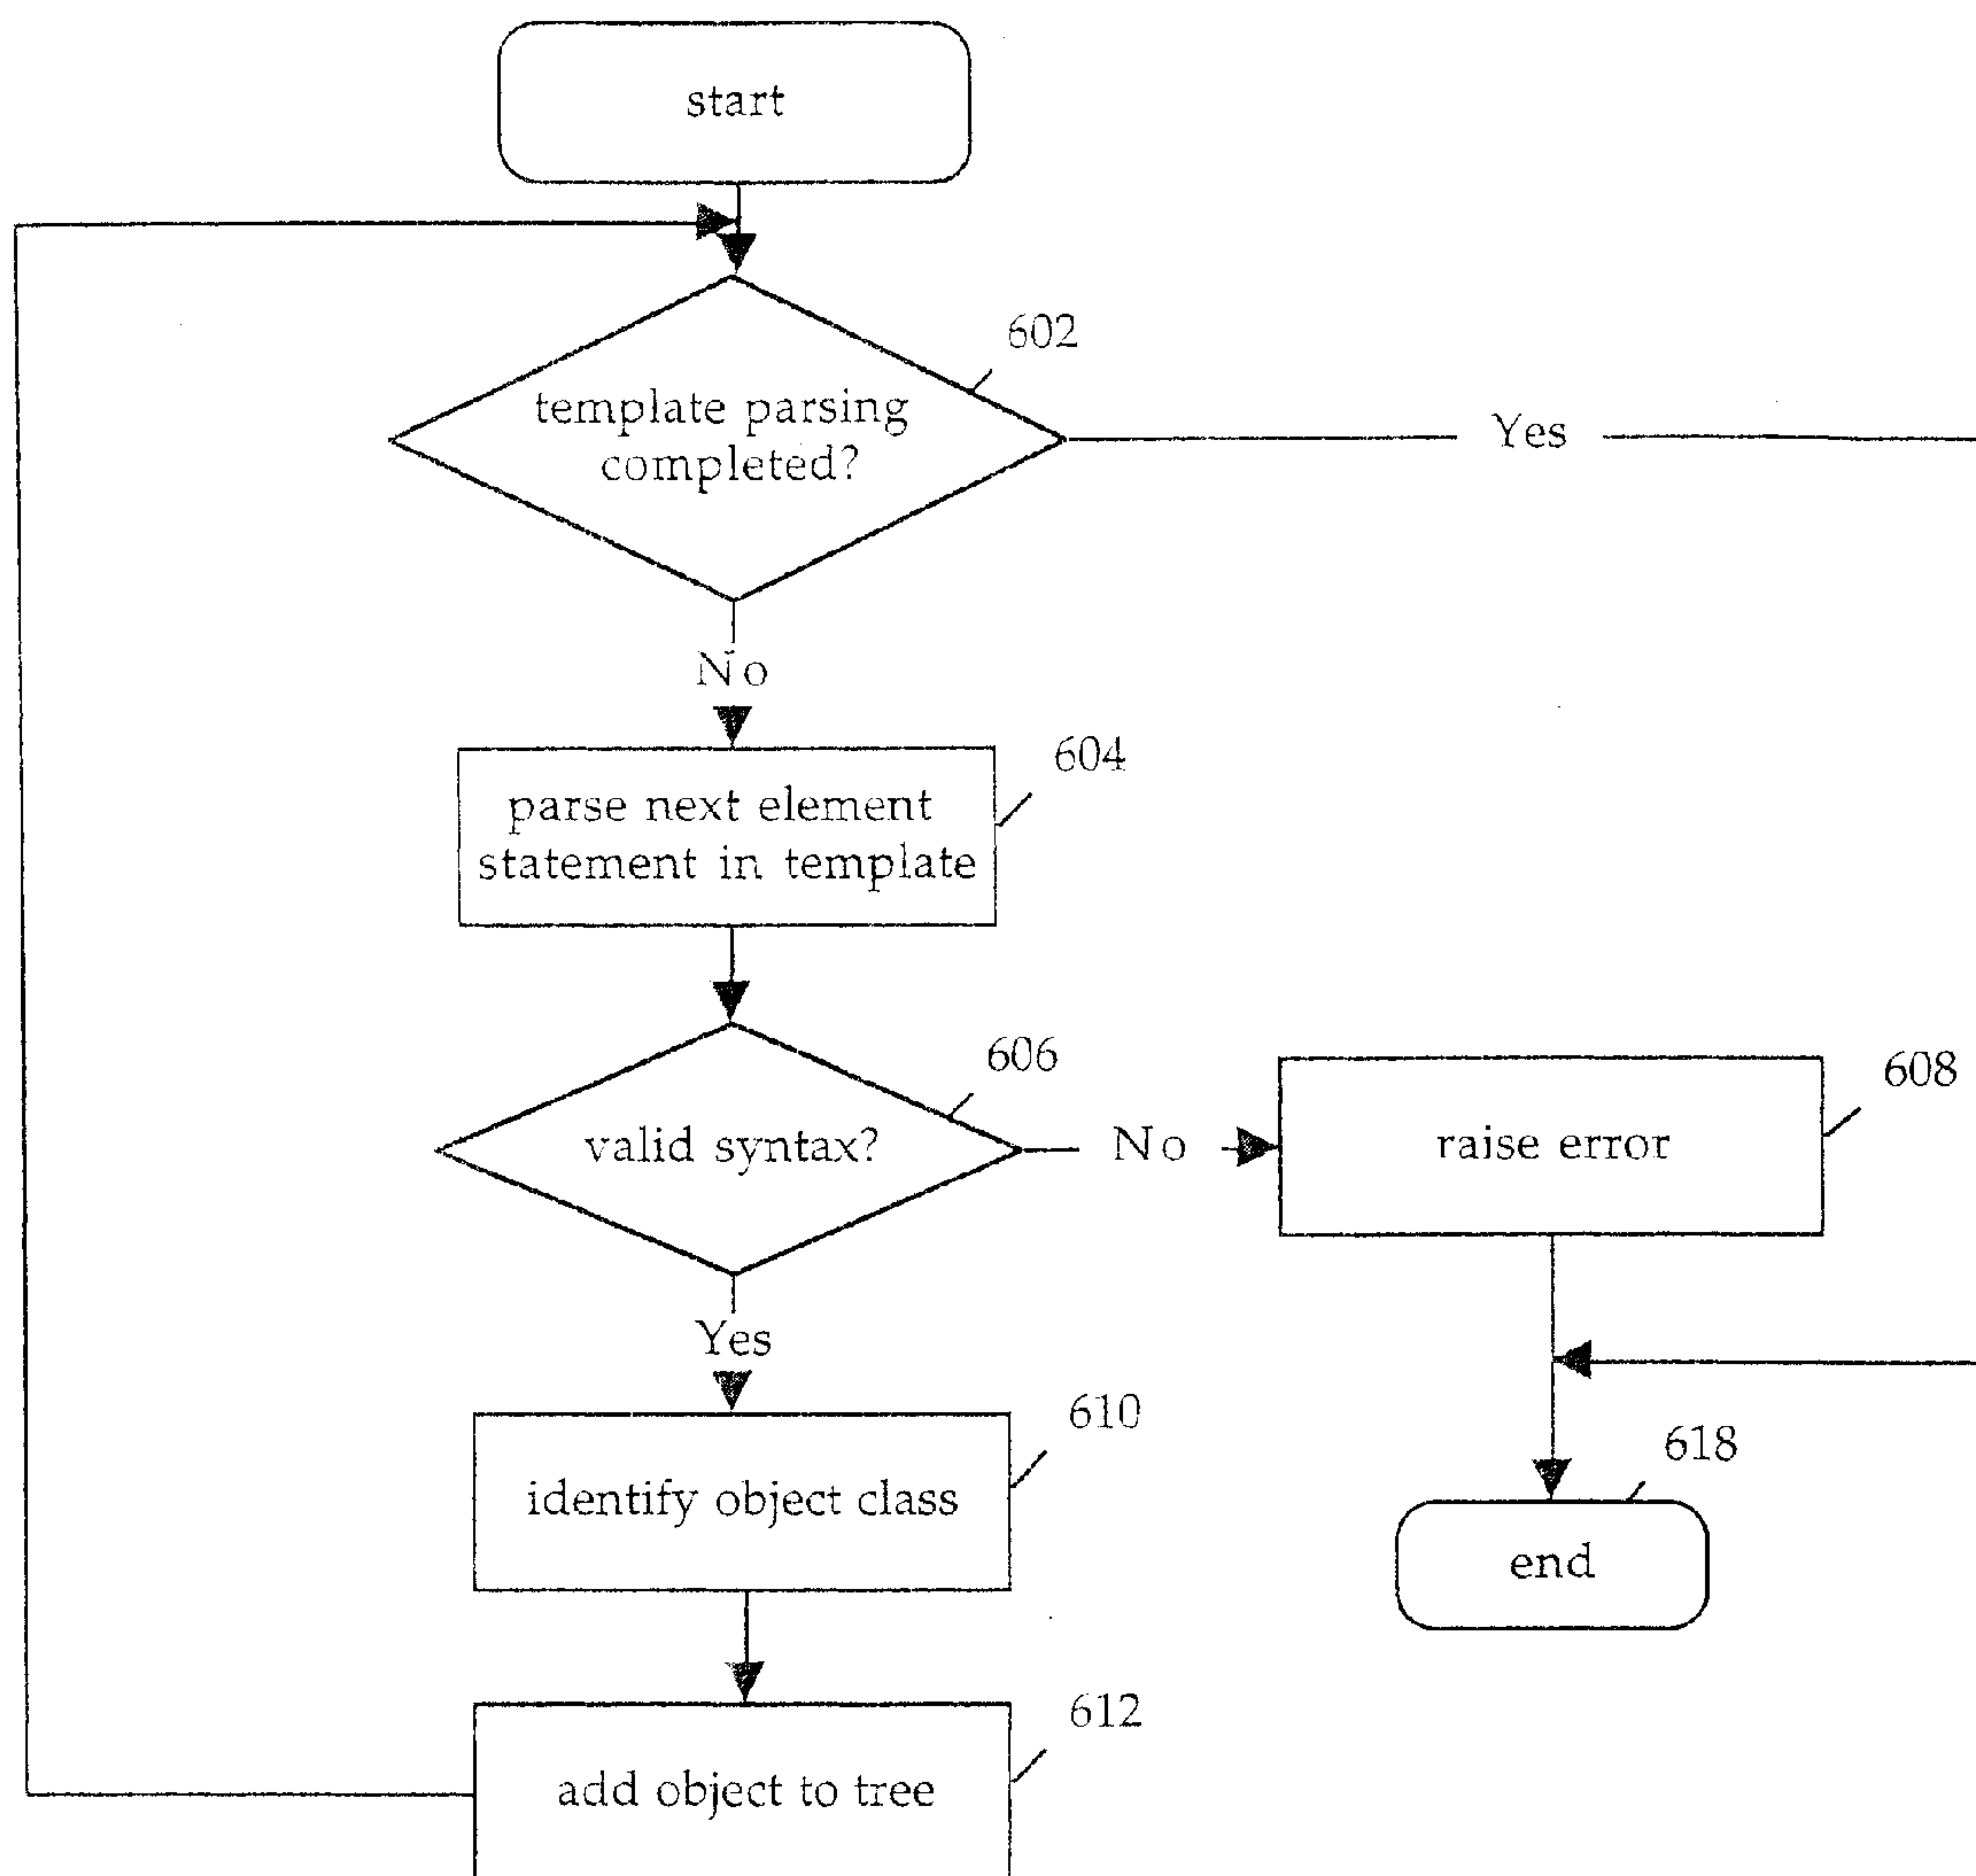 start
602
template parsing
completed?
Yes
No
604
parse next element
statement in template
606
valid syntax?
No
608
raise error
Yes
610
identify object class
618
end
612
add object to tree